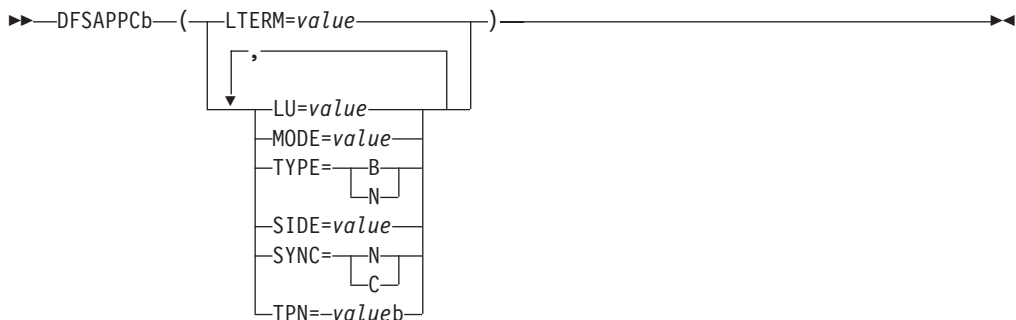 DFSAPPCb ( LTERM=value )
,
LU=value
MODE=value
TYPE= B
N
SIDE=value
SYNC= N
C
TPN= valueb